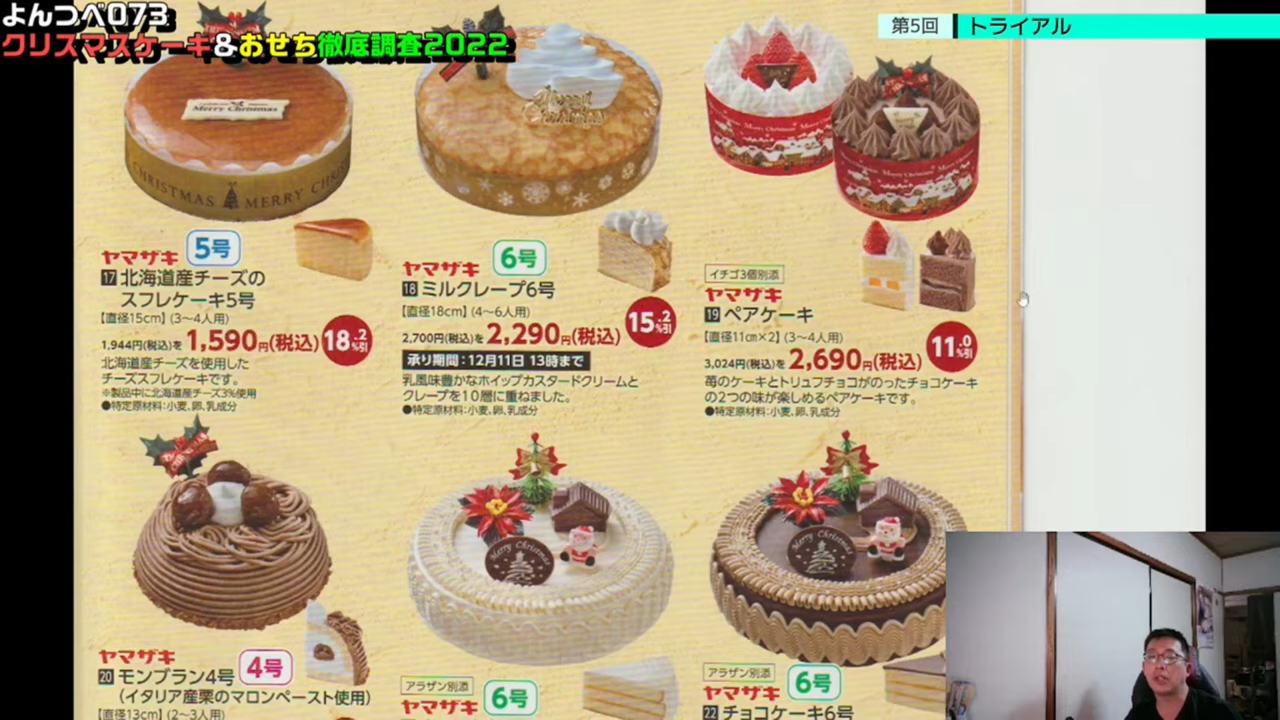 よんつべ073
クリスマスケーキ&おせち徹底調査2022
第5回 トライアル
Merry Christmas
CHRISTMAS MERRY CHRIS
Merry Christmas
ヤマザキ 5号
17 北海道産チーズの
スフレケーキ5号
【直径15cm】(3〜4人用)
1,944円(税込)を1,590円(税込)
18.2%引
北海道産チーズを使用した
チーズスフレケーキです。
※製品中に北海道産チーズ3%使用
●特定原材料:小麦、卵、乳成分
ヤマザキ 6号
18 ミルクレープ6号
【直径18cm】(4〜6人用)
2,700円(税込)を2,290円(税込)
15.2%引
承り期間:12月11日 13時まで
乳風味豊かなホイップカスタードクリームと
クレープを10層に重ねました。
●特定原材料:小麦、卵、乳成分
イチゴ3個別添
ヤマザキ
19 ペアケーキ
【直径11cm×2】(3〜4人用)
3,024円(税込)を2,690円(税込)
11.0%引
苺のケーキとトリュフチョコがのったチョコケーキ
の2つの味が楽しめるペアケーキです。
●特定原材料:小麦、卵、乳成分
ヤマザキ
20 モンブラン4号 4号
(イタリア産栗のマロンペースト使用)
【直径13cm】(2〜3人用)
Merry Christmas
アラザン別添
ヤマザキ 6号
Merry Christmas
アラザン別添
ヤマザキ 6号
22 チョコケーキ6号